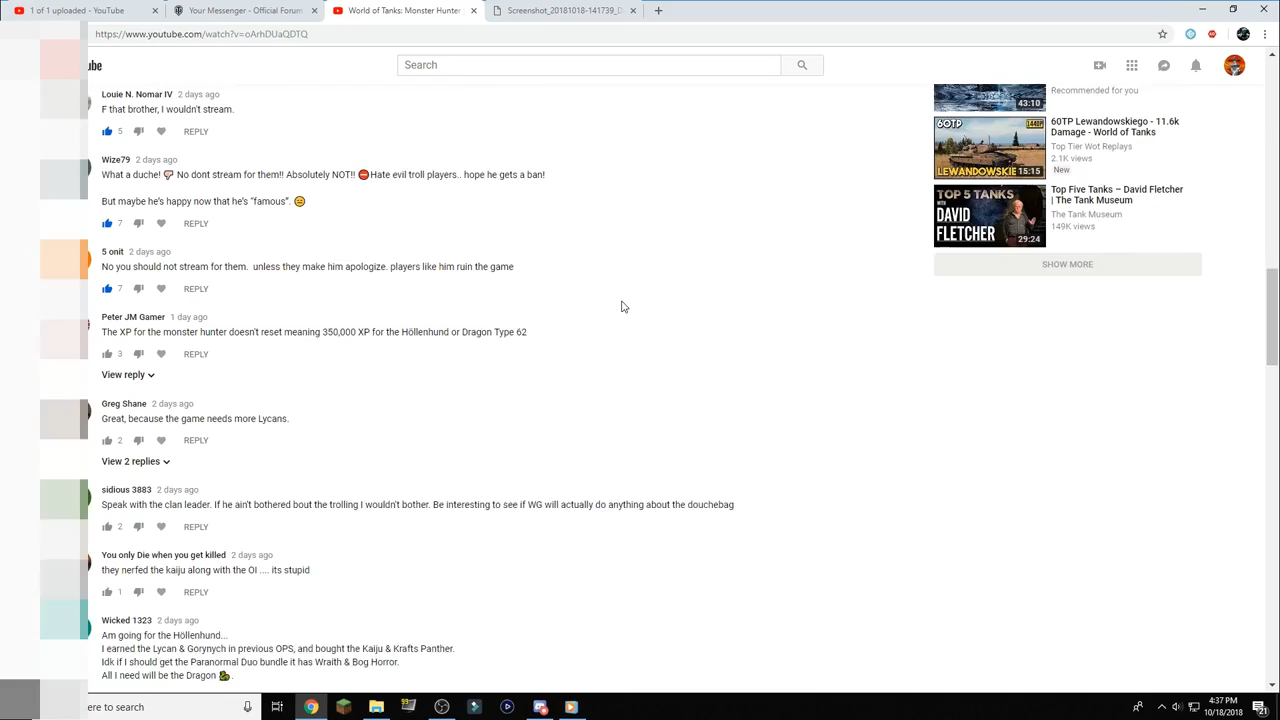 1 of 1 uploaded - YouTube
Your Messenger - Official Forum
World of Tanks: Monster Hunter
Screenshot_20181018-141739_D
https://www.youtube.com/watch?v=oArhDUaQDTQ
ube
Search
Louie N. Nomar IV 2 days ago
F that brother, I wouldn't stream.
5 REPLY
Wize79 2 days ago
What a duche! 👎 No dont stream for them!! Absolutely NOT!! ⛔Hate evil troll players.. hope he gets a ban!
But maybe he's happy now that he's "famous". 😑
7 REPLY
5 onit 2 days ago
No you should not stream for them. unless they make him apologize. players like him ruin the game
7 REPLY
Peter JM Gamer 1 day ago
The XP for the monster hunter doesn't reset meaning 350,000 XP for the Höllenhund or Dragon Type 62
3 REPLY
View reply
Greg Shane 2 days ago
Great, because the game needs more Lycans.
2 REPLY
View 2 replies
sidious 3883 2 days ago
Speak with the clan leader. If he ain't bothered bout the trolling I wouldn't bother. Be interesting to see if WG will actually do anything about the douchebag
2 REPLY
You only Die when you get killed 2 days ago
they nerfed the kaiju along with the OI .... its stupid
1 REPLY
Wicked 1323 2 days ago
Am going for the Höllenhund...
I earned the Lycan & Gorynych in previous OPS, and bought the Kaiju & Krafts Panther.
Idk if I should get the Paranormal Duo bundle it has Wraith & Bog Horror.
All I need will be the Dragon 🐲.
43:10
Recommended for you
60TP
1440P
LEWANDOWSKIE
15:15
60TP Lewandowskiego - 11.6k
Damage - World of Tanks
Top Tier Wot Replays
2.1K views
New
TOP 5 TANKS
WITH
DAVID
FLETCHER
29:24
Top Five Tanks – David Fletcher
| The Tank Museum
The Tank Museum
149K views
SHOW MORE
ere to search
4:37 PM
10/18/2018
21